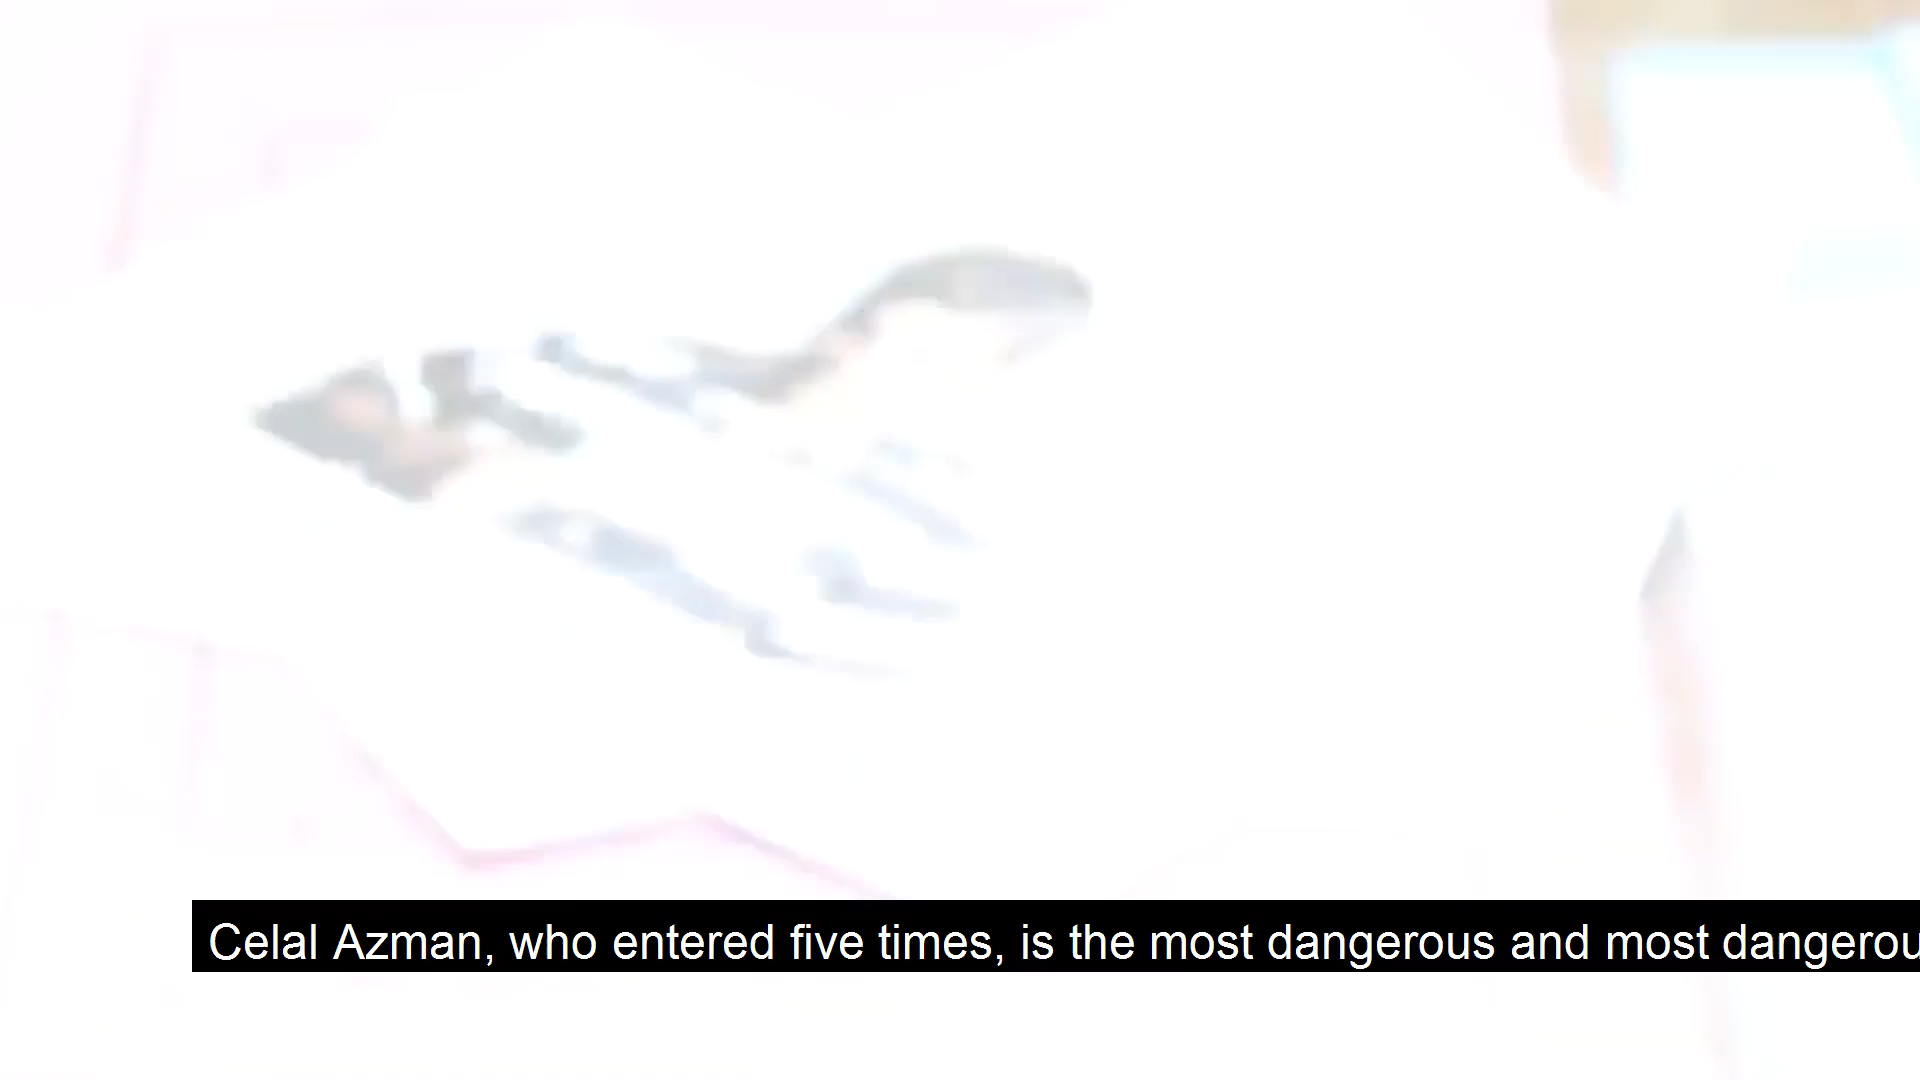 Celal Azman, who entered five times, is the most dangerous and most dangerou